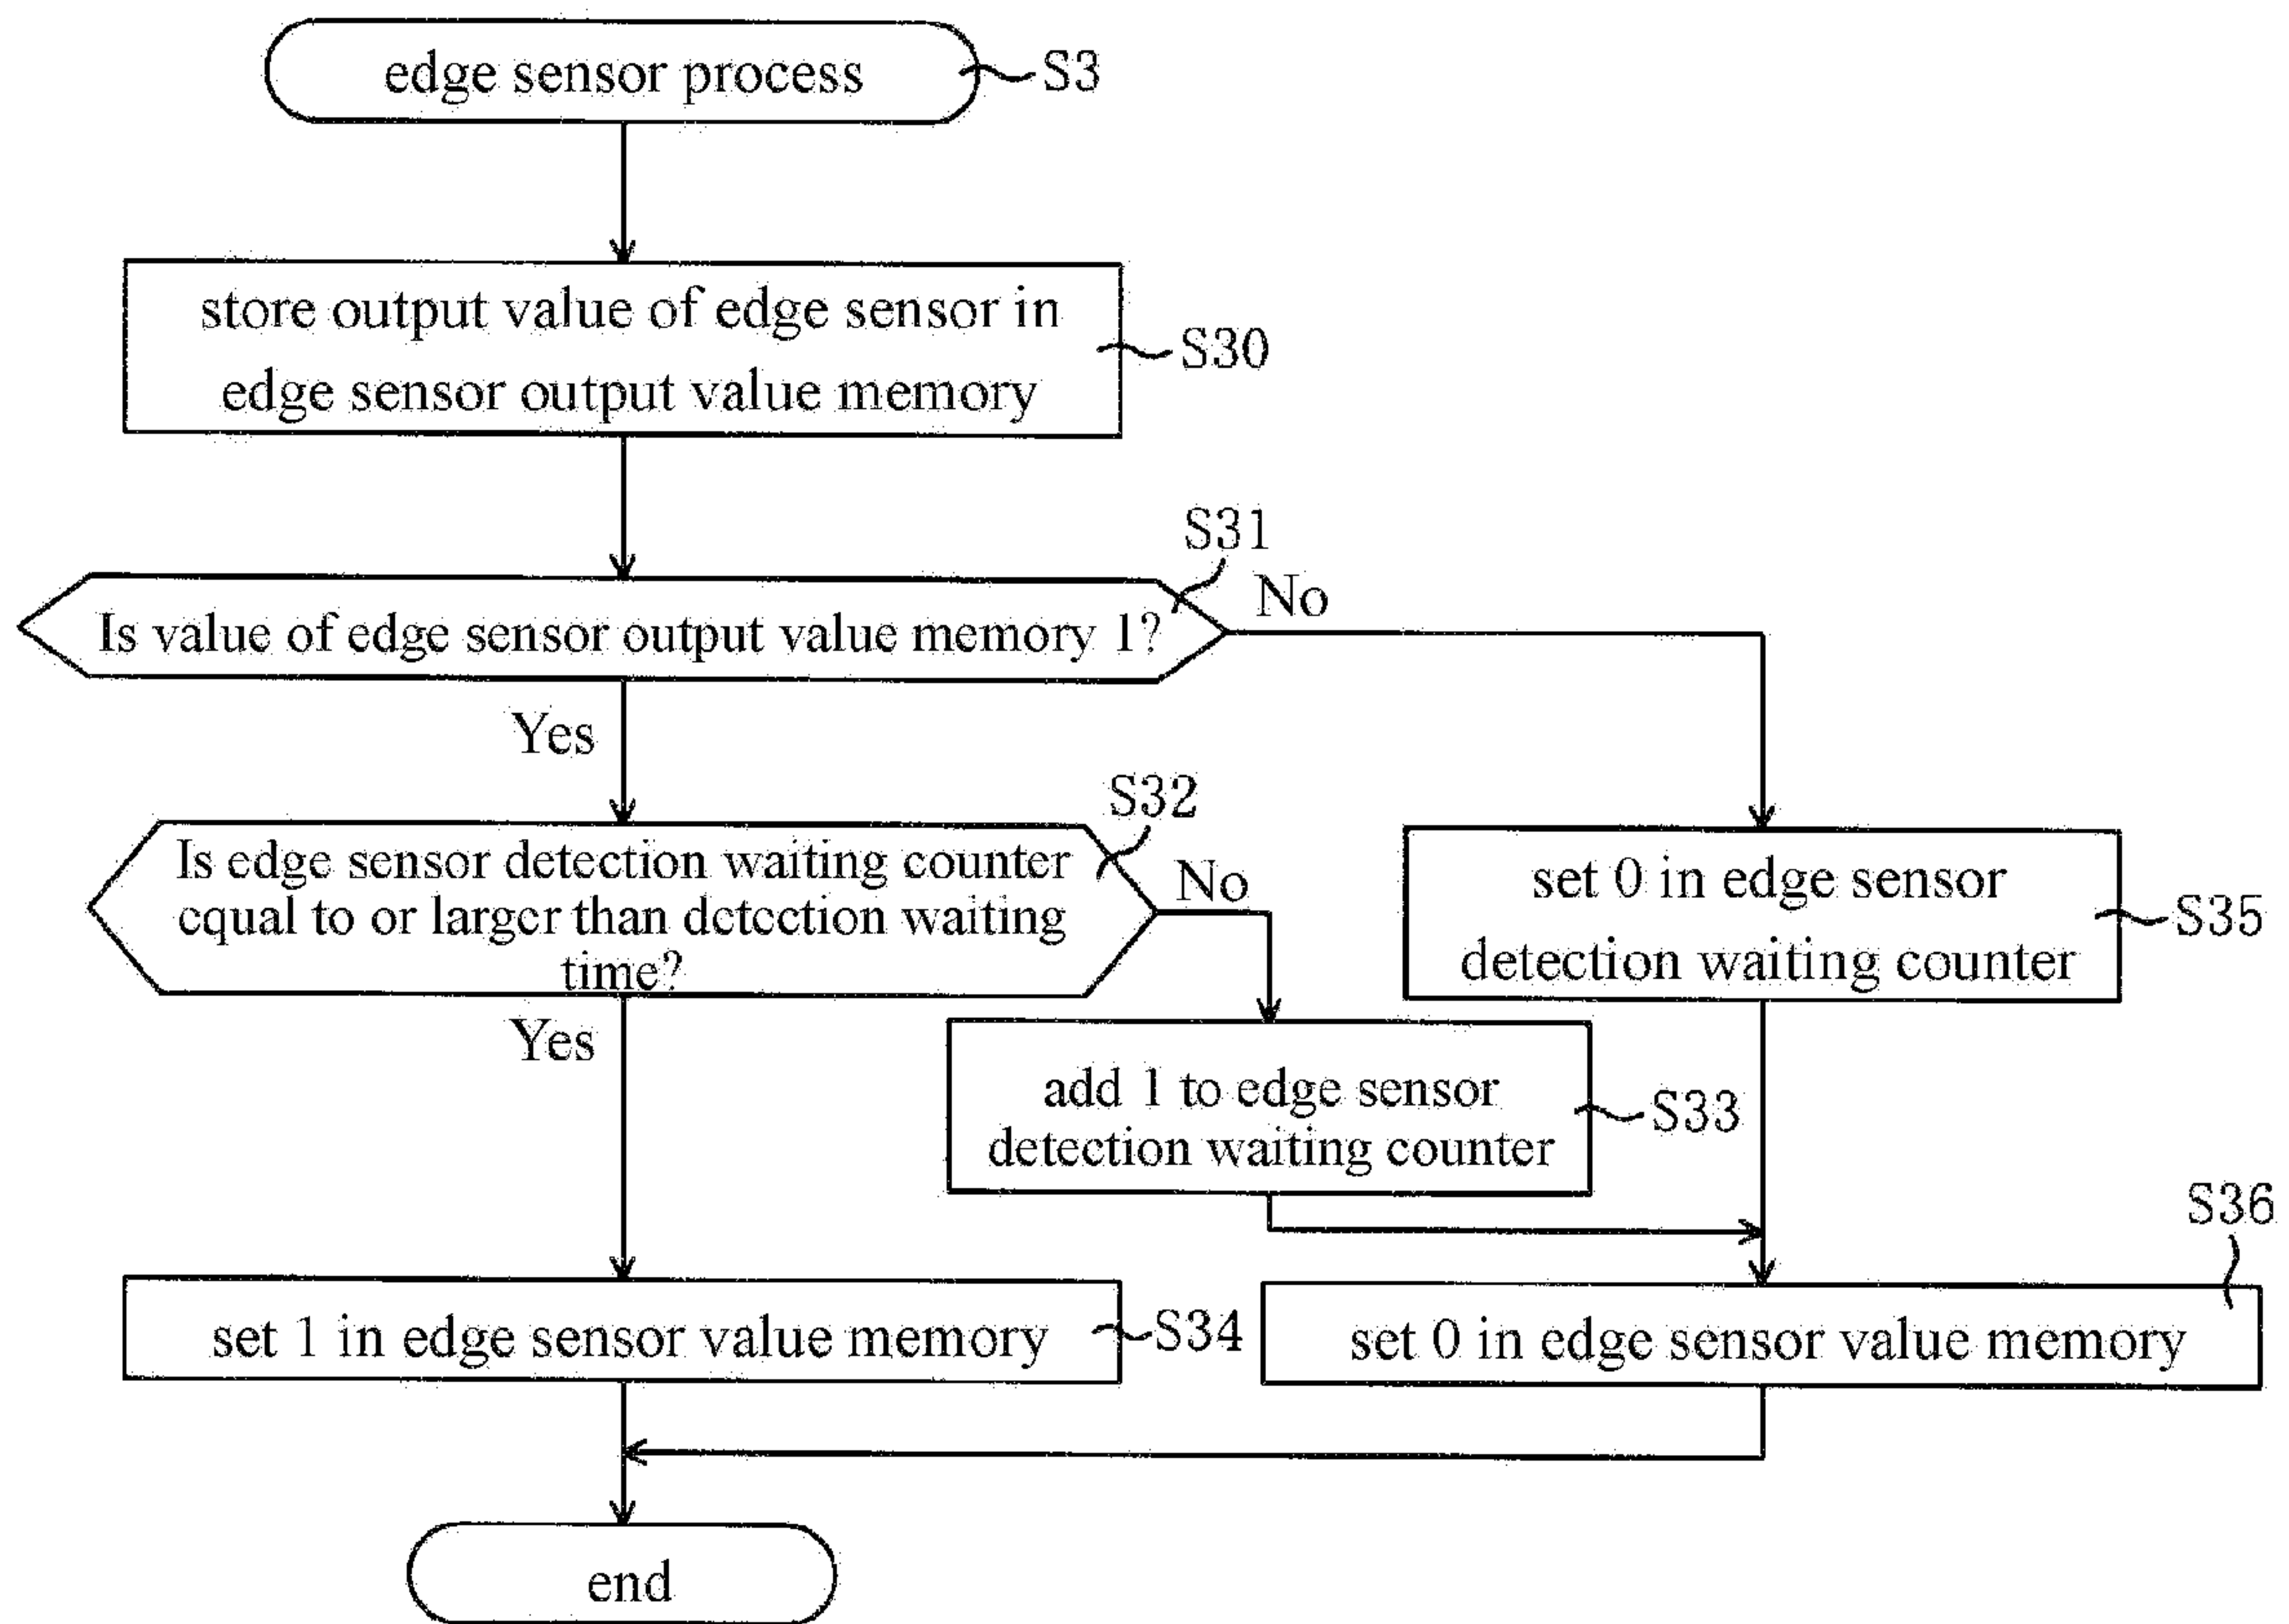 edge sensor process
S3
store output value of edge sensor in
edge sensor output value memory
S30
S31
Is value of edge sensor output value memory 1?
No
Yes
S32
Is edge sensor detection waiting counter
equal to or larger than detection waiting
time?
No
set 0 in edge sensor
detection waiting counter
S35
Yes
add 1 to edge sensor
detection waiting counter
S33
S36
set 1 in edge sensor value memory
S34
set 0 in edge sensor value memory
end